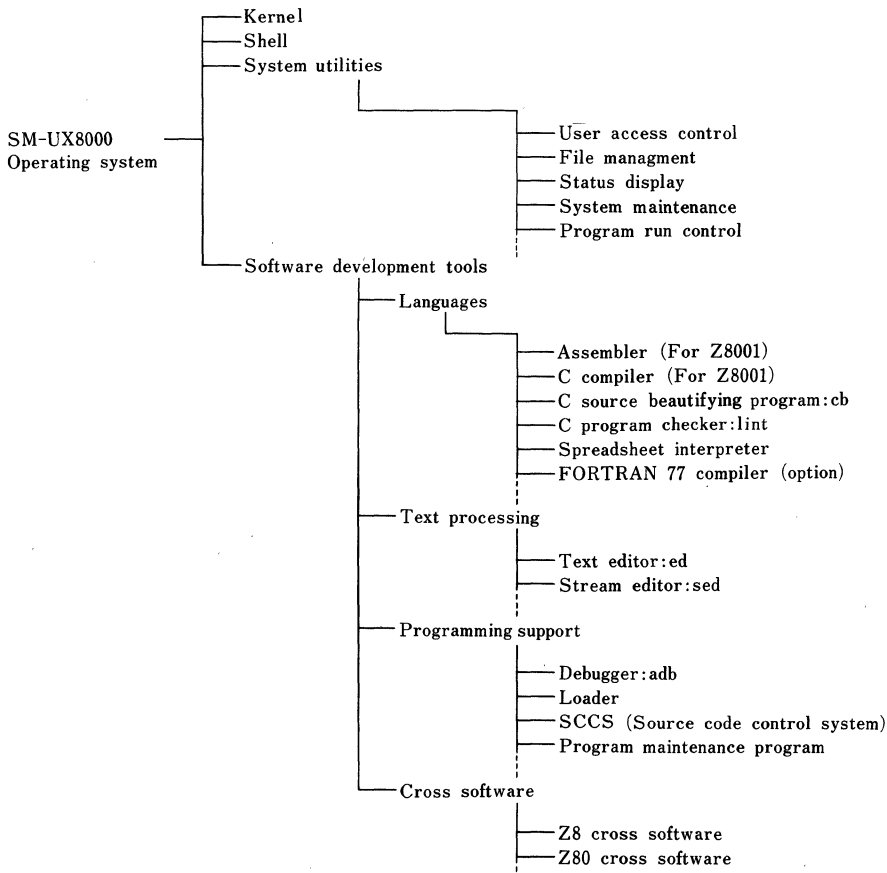 Kernel
Shell
System utilities
SM-UX8000
Operating system
User access control
File managment
Status display
System maintenance
Program run control
Software development tools
Languages
Assembler (For Z8001)
C compiler (For Z8001)
C source beautifying program:cb
C program checker:lint
Spreadsheet interpreter
FORTRAN 77 compiler (option)
Text processing
Text editor:ed
Stream editor:sed
Programming support
Debugger:adb
Loader
SCCS (Source code control system)
Program maintenance program
Cross software
Z8 cross software
Z80 cross software